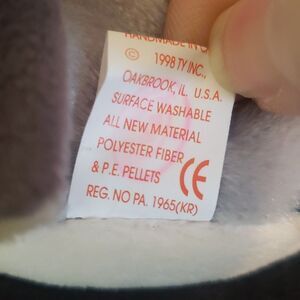 HANDMADE IN
© 1998 TY INC.,
OAKBROOK, IL. U.S.A.
SURFACE WASHABLE
ALL NEW MATERIAL
POLYESTER FIBER
& P.E. PELLETS CE
REG. NO PA. 1965(KR)